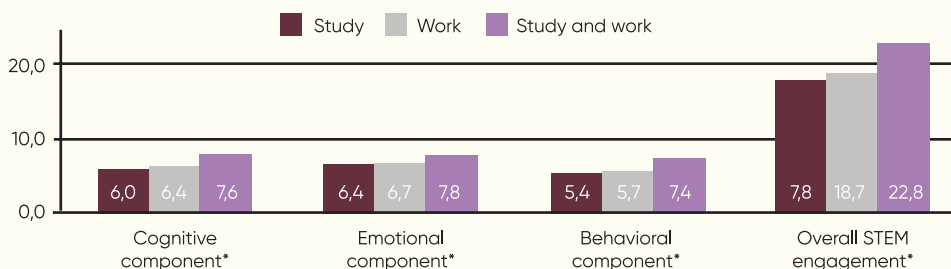 Study Work Study and work
20,0
10,0
0,0
6,0 6,4 7,6 6,4 6,7 7,8 5,4 5,7 7,4 7,8 18,7 22,8
Cognitive component*
Emotional component*
Behavioral component*
Overall STEM engagement*